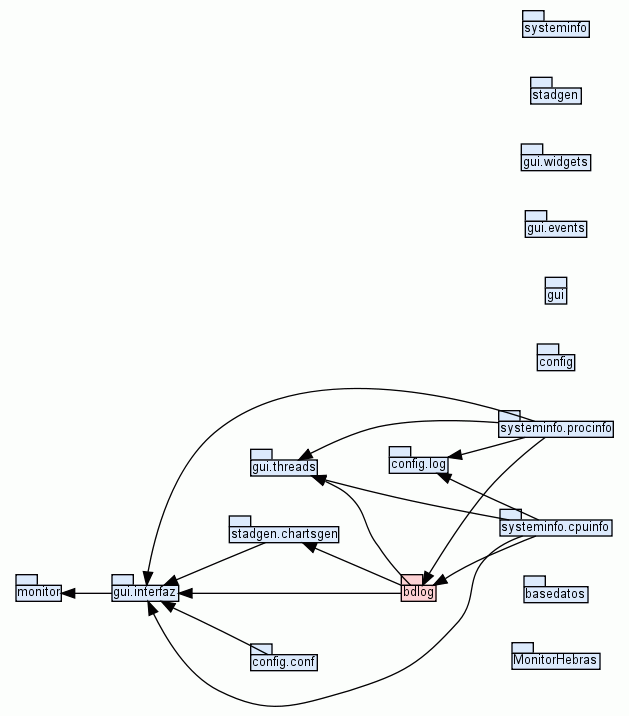 systeminfo
stadgen
gui.widgets
gui.events
gui
config
systeminfo.procinfo
gui.threads
config.log
systeminfo.cpuinfo
stadgen.chartsgen
monitor
gui.interfaz
bdlog
basedatos
config.conf
MonitorHebras